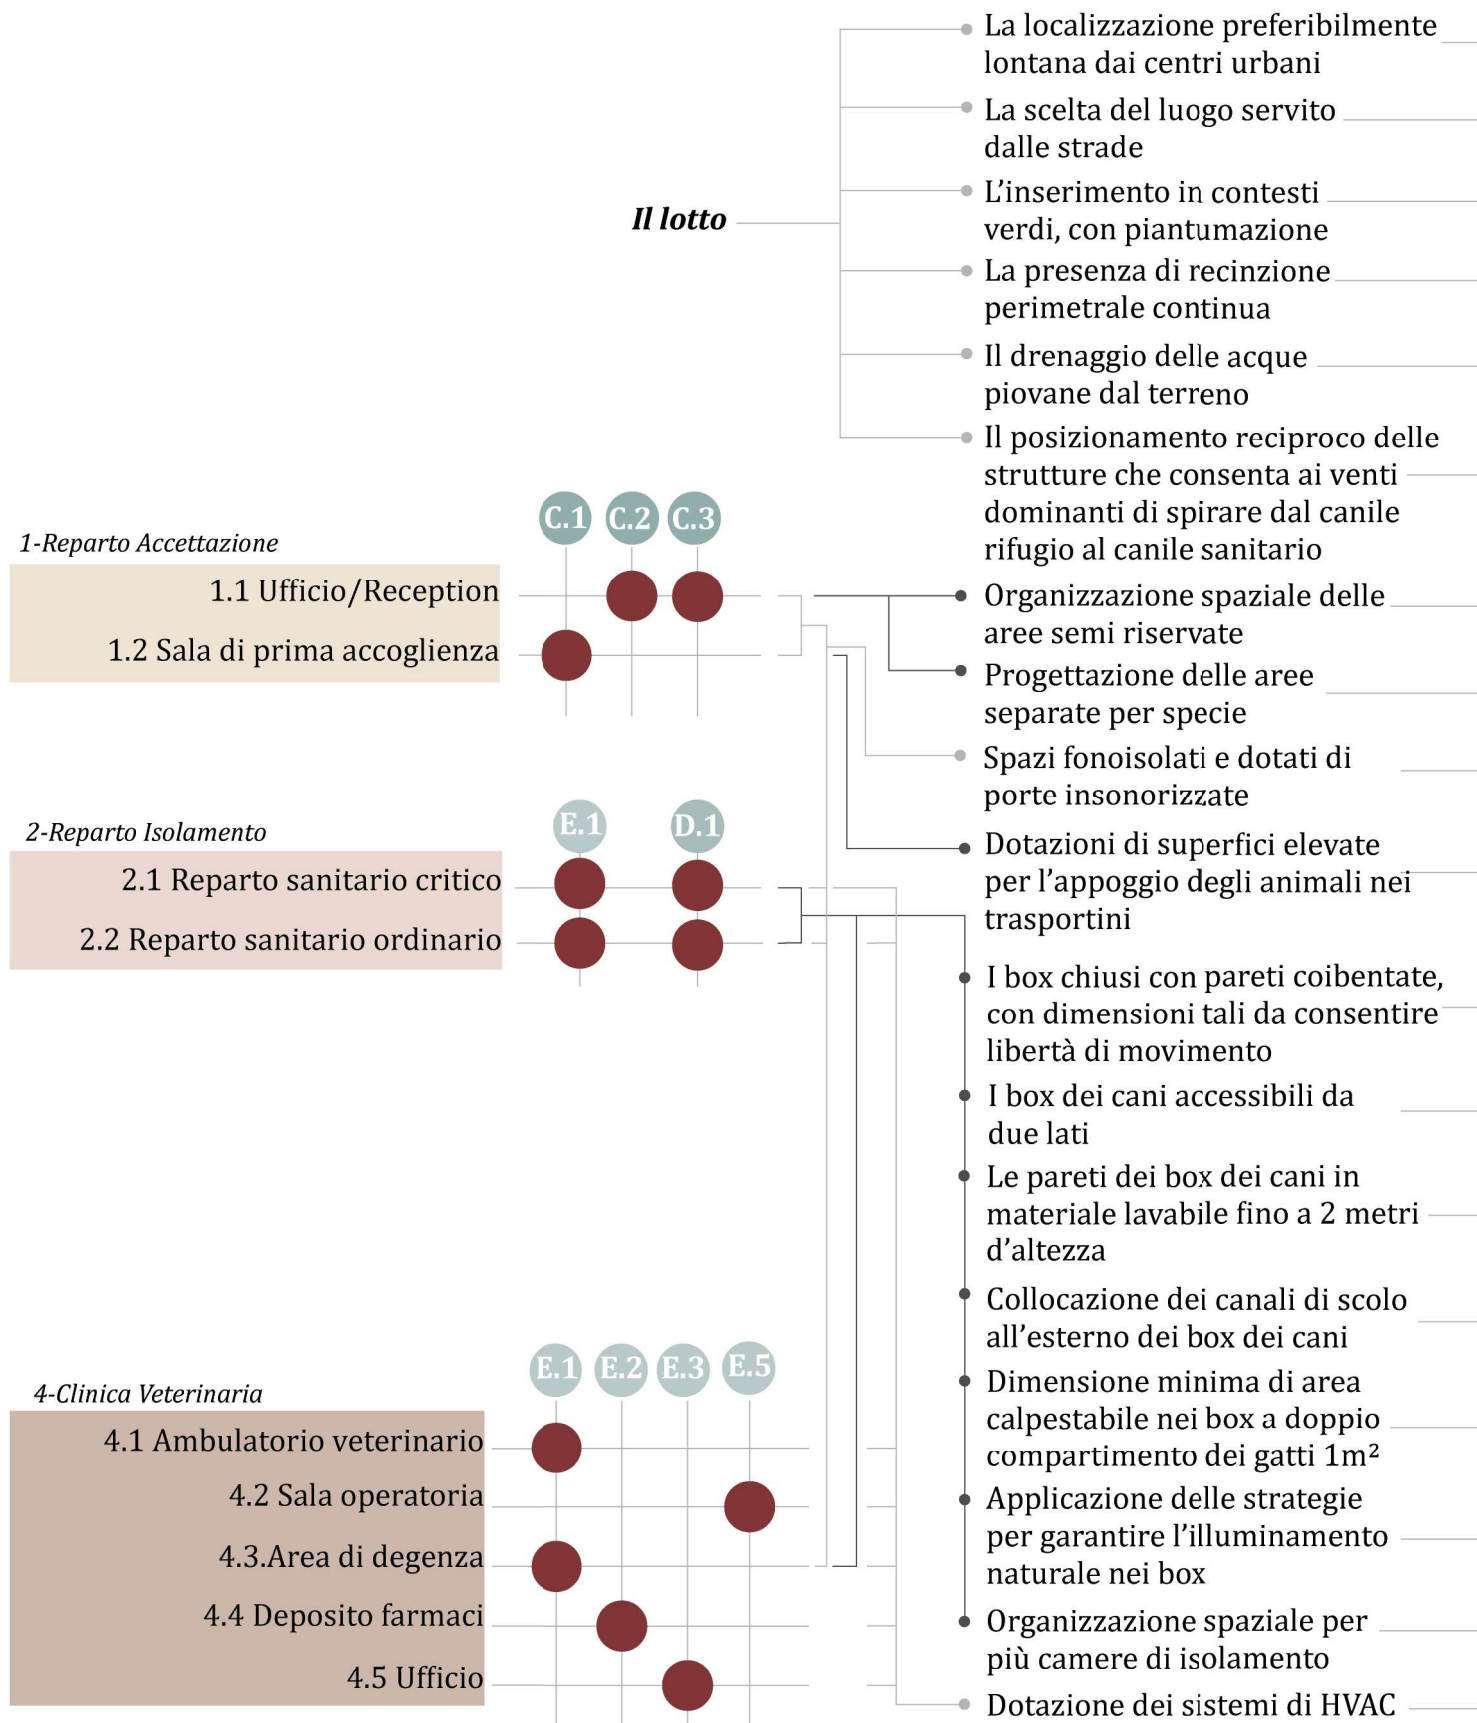 La localizzazione preferibilmente
lontana dai centri urbani
La scelta del luogo servito
dalle strade
L’inserimento in contesti
verdi, con piantumazione
Il lotto
La presenza di recinzione
perimetrale continua
Il drenaggio delle acque
piovane dal terreno
Il posizionamento reciproco delle
strutture che consenta ai venti
dominanti di spirare dal canile
rifugio al canile sanitario
C.1 C.2 C.3
1-Reparto Accettazione
1.1 Ufficio/Reception
1.2 Sala di prima accoglienza
Organizzazione spaziale delle
aree semi riservate
Progettazione delle aree
separate per specie
Spazi fonoisolati e dotati di
porte insonorizzate
Dotazioni di superfici elevate
per l’appoggio degli animali nei
trasportini
E.1 D.1
2-Reparto Isolamento
2.1 Reparto sanitario critico
2.2 Reparto sanitario ordinario
I box chiusi con pareti coibentate,
con dimensioni tali da consentire
libertà di movimento
I box dei cani accessibili da
due lati
Le pareti dei box dei cani in
materiale lavabile fino a 2 metri
d’altezza
Collocazione dei canali di scolo
all’esterno dei box dei cani
Dimensione minima di area
calpestabile nei box a doppio
compartimento dei gatti 1m²
Applicazione delle strategie
per garantire l’illuminamento
naturale nei box
Organizzazione spaziale per
più camere di isolamento
Dotazione dei sistemi di HVAC
E.1 E.2 E.3 E.5
4-Clinica Veterinaria
4.1 Ambulatorio veterinario
4.2 Sala operatoria
4.3.Area di degenza
4.4 Deposito farmaci
4.5 Ufficio